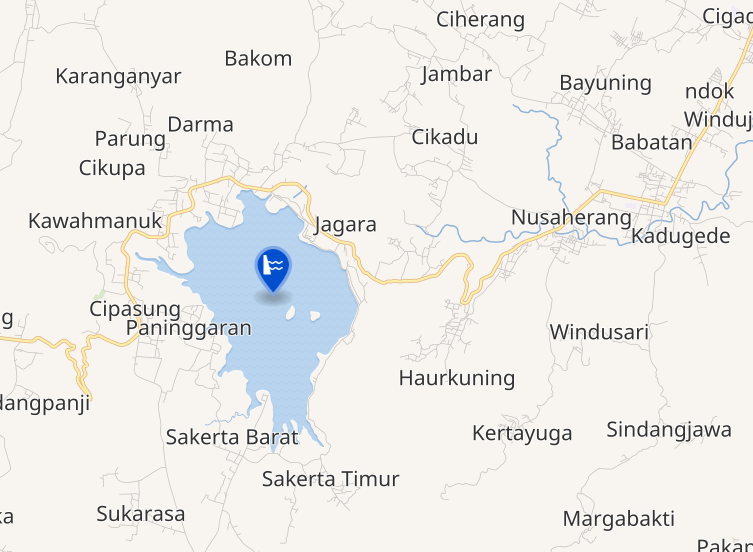 Ciherang
Cigad
Bakom
Jambar
Karanganyar
Bayuning
ndok
Winduj
Darma
Parung
Cikadu
Babatan
Cikupa
Kawahmanuk
Jagara
Nusaherang
Kadugede
Cipasung
g
Paninggaran
Windusari
Haurkuning
dangpanji
Sakerta Barat
Kertayuga
Sindangjawa
Sakerta Timur
ka
Sukarasa
Margabakti
Pakar